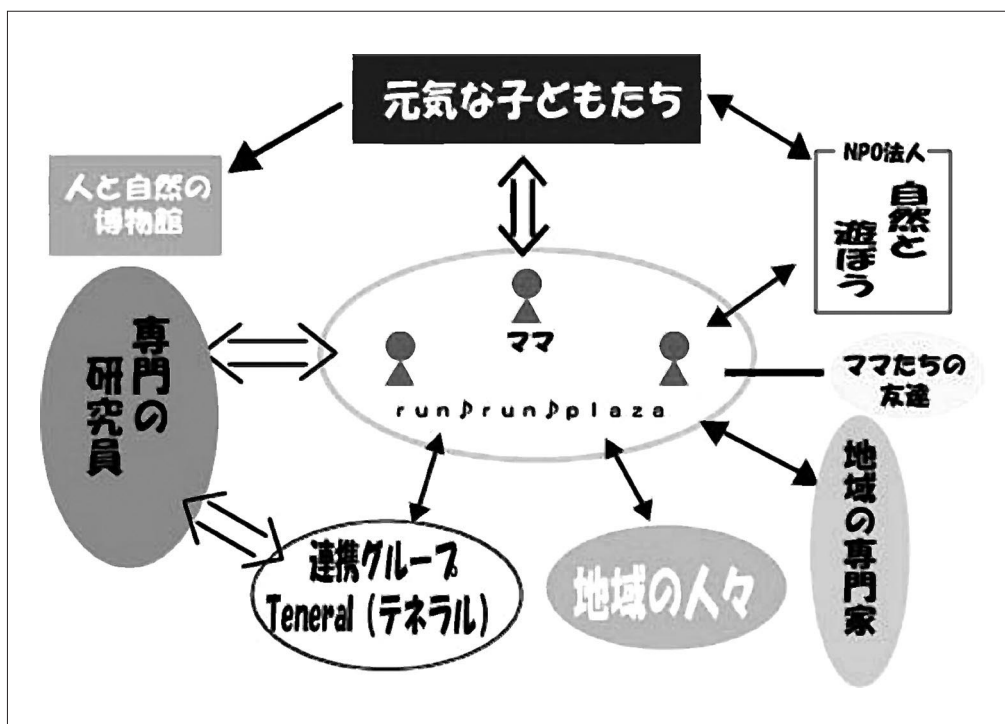 元気な子どもたち
人と自然の
博物館
NPO法人
自然と
遊ぼう
専門の
研究員
ママ
run♪run♪plaza
ママたちの
友達
地域の専門家
連携グループ
Teneral (テネラル)
地域の人々